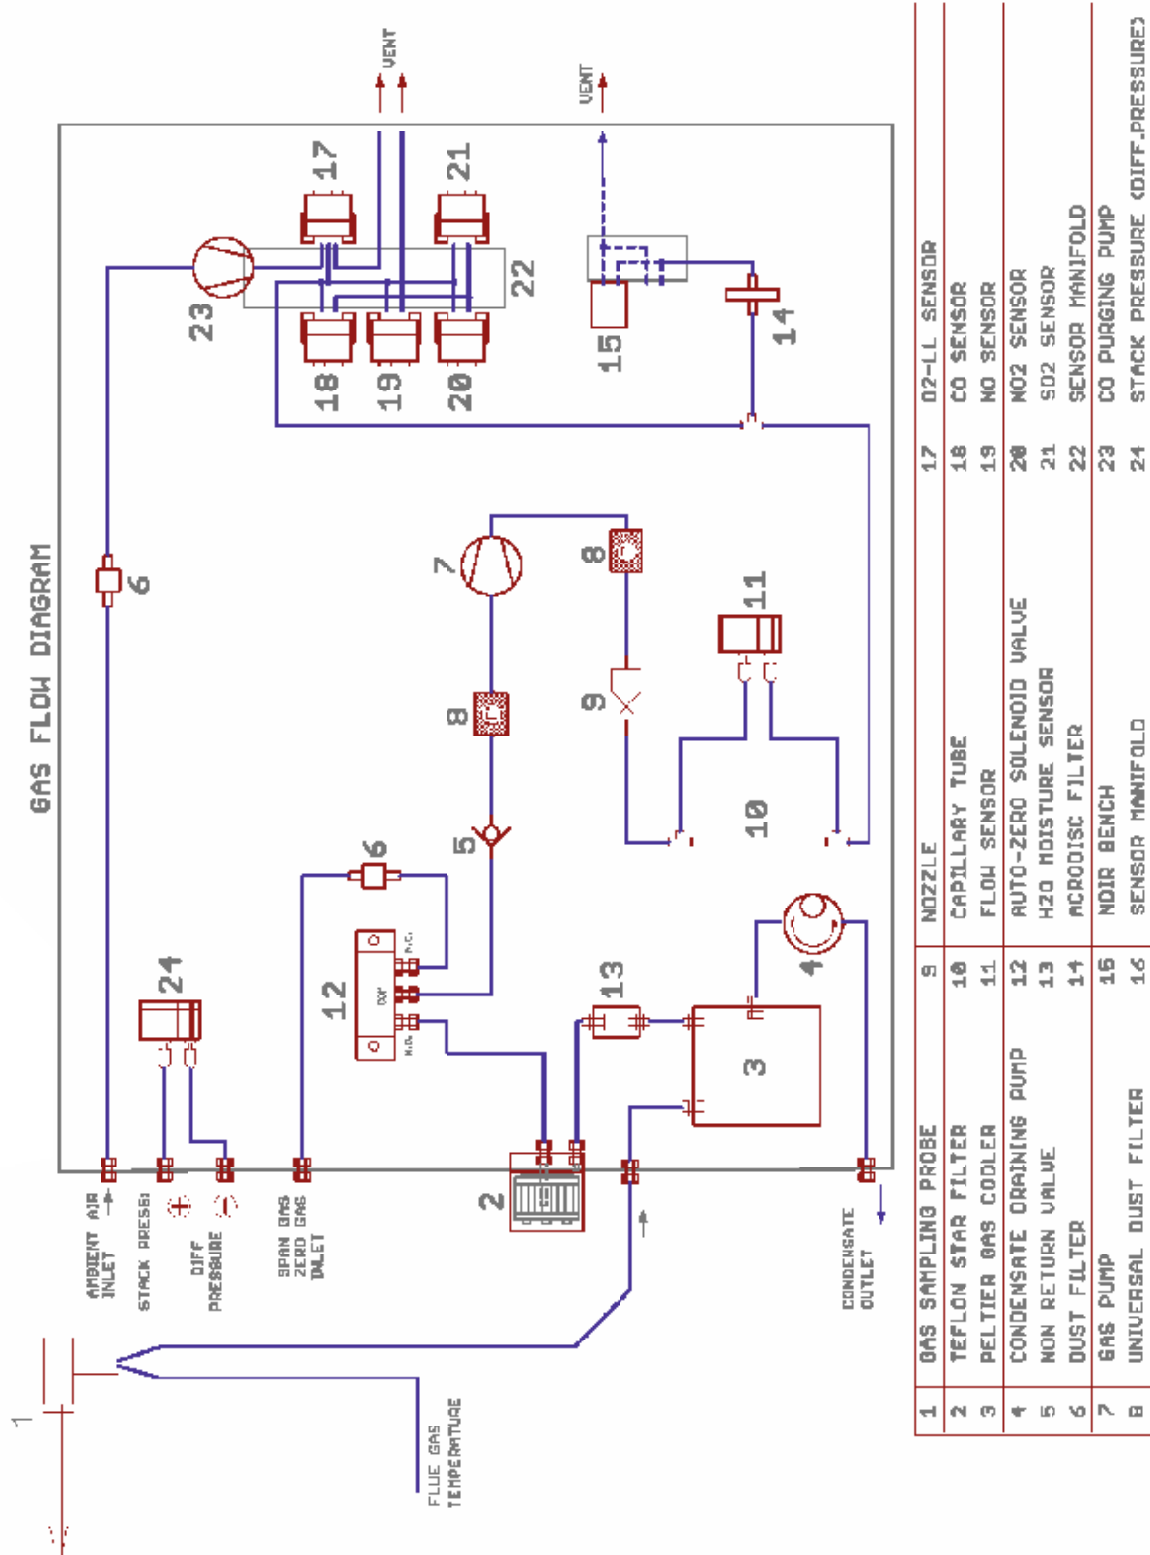 GAS FLOW DIAGRAM
1
FLUE GAS
TEMPERATURE
AMBIENT AIR
INLET
STACK PRESS:
+
DIFF
PRESSURE
-
SPAN GAS
ZERO GAS
INLET
CONDENSATE
OUTLET
24
12
N.O.
COM
N.C.
6
2
13
3
4
5
8
7
8
9
10
11
6
23
17
18
19
20
21
22
15
14
VENT
VENT
1 GAS SAMPLING PROBE
2 TEFLON STAR FILTER
3 PELTIER GAS COOLER
4 CONDENSATE DRAINING PUMP
5 NON RETURN VALVE
6 DUST FILTER
7 GAS PUMP
8 UNIVERSAL DUST FILTER
9 NOZZLE
10 CAPILLARY TUBE
11 FLOW SENSOR
12 AUTO-ZERO SOLENOID VALVE
13 H2O MOISTURE SENSOR
14 ACRODISC FILTER
15 NDIR BENCH
16 SENSOR MANIFOLD
17 O2-LL SENSOR
18 CO SENSOR
19 NO SENSOR
20 NO2 SENSOR
21 SO2 SENSOR
22 SENSOR MANIFOLD
23 CO PURGING PUMP
24 STACK PRESSURE (DIFF.PRESSURE)